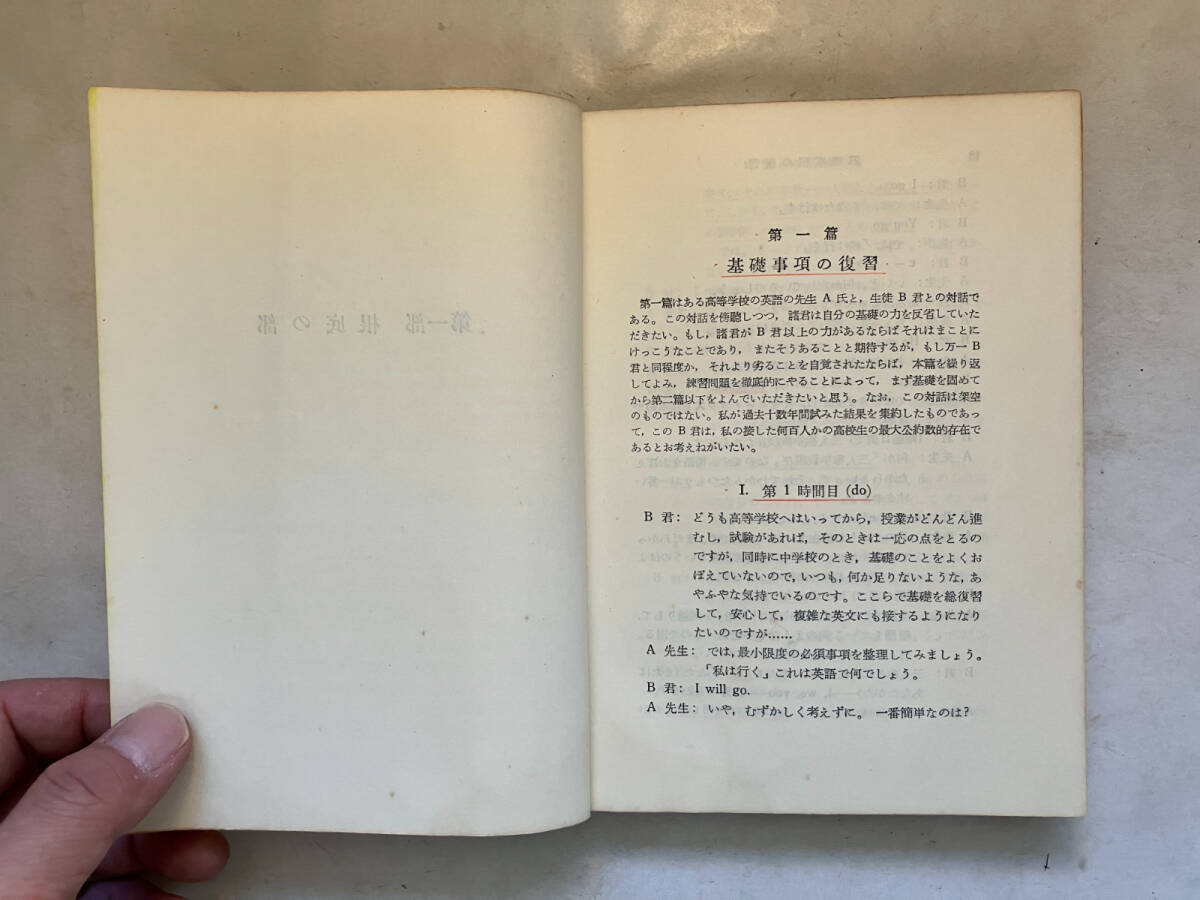 第一部 根底の部
第一篇
基礎事項の復習
第一篇はある高等学校の英語の先生 A 氏と，生徒 B 君との対話で
ある。この対話を傍聴しつつ，諸君は自分の基礎の力を反省していた
だきたい。もし，諸君が B 君以上の力があるならばそれはまことに
けっこうなことであり，またそうあることと期待するが，もし万一 B
君と同程度か，それより劣ることを自覚されたならば，本篇を繰り返
してよみ，練習問題を徹底的にやることによって，まず基礎を固めて
から第二篇以下をよんでいただきたいと思う。なお，この対話は架空
のものではない。私が過去十数年間試みた結果を集約したものであっ
て，この B 君は，私の接した何百人かの高校生の最大公約数的存在で
あるとお考えねがいたい。
I. 第 1 時間目 (do)
B 君： どうも高等学校へはいってから，授業がどんどん進
むし，試験があれば，そのときは一応の点をとるの
ですが，同時に中学校のとき，基礎のことをよくお
ぼえていないので，いつも，何か足りないような，あ
やふやな気持でいるのです。ここらで基礎を総復習
して，安心して，複雑な英文にも接するようになり
たいのですが……
A 先生： では，最小限度の必須事項を整理してみましょう。
「私は行く」これは英語で何でしょう。
B 君： I will go.
A 先生： いや，むずかしく考えずに。一番簡単なのは？